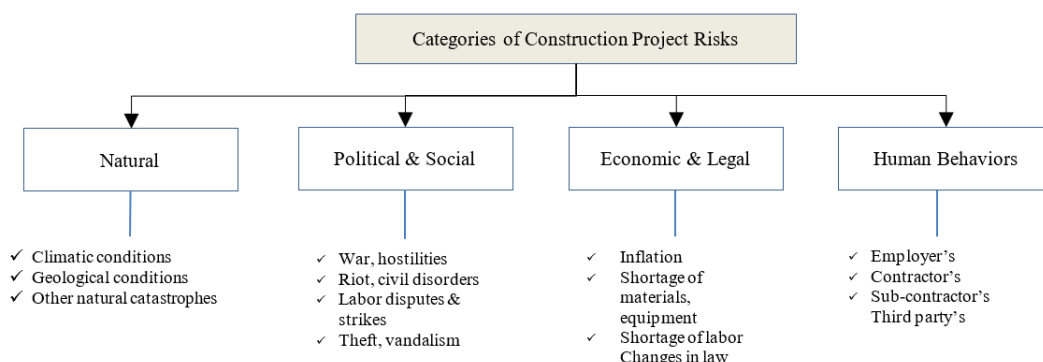 Categories of Construction Project Risks
Natural
Political & Social
Economic & Legal
Human Behaviors
✓ Climatic conditions
✓ Geological conditions
✓ Other natural catastrophes
✓ War, hostilities
✓ Riot, civil disorders
✓ Labor disputes &
strikes
✓ Theft, vandalism
✓ Inflation
✓ Shortage of
materials,
equipment
✓ Shortage of labor
Changes in law
✓ Employer’s
✓ Contractor’s
✓ Sub-contractor’s
Third party’s